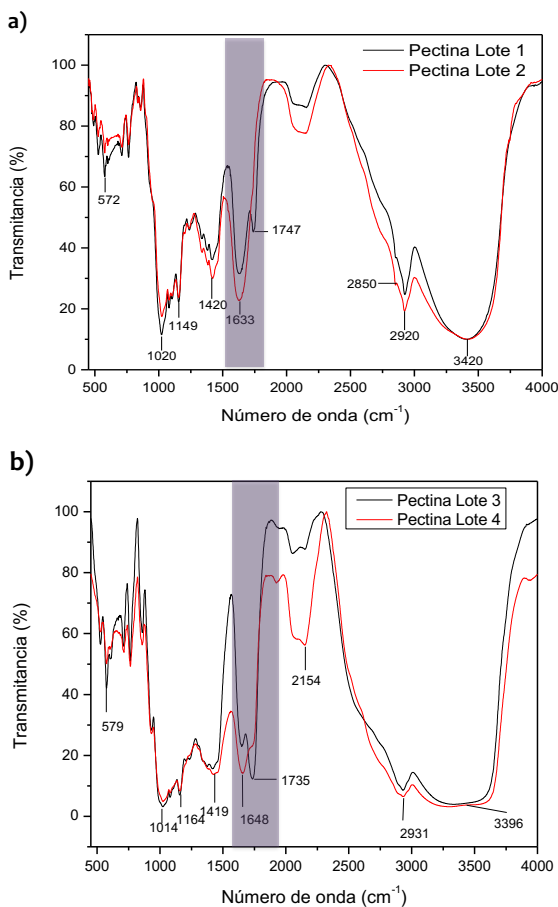 a)
Pectina Lote 1
Pectina Lote 2
Transmitancia (%)
100
80
60
40
20
0
572
1020
1149
1420
1633
1747
2850
2920
3420
500 1000 1500 2000 2500 3000 3500 4000
Número de onda (cm⁻¹)
b)
Pectina Lote 3
Pectina Lote 4
Transmitancia (%)
100
80
60
40
20
0
579
1014
1164
1419
1648
1735
2154
2931
3396
500 1000 1500 2000 2500 3000 3500 4000
Número de onda (cm⁻¹)